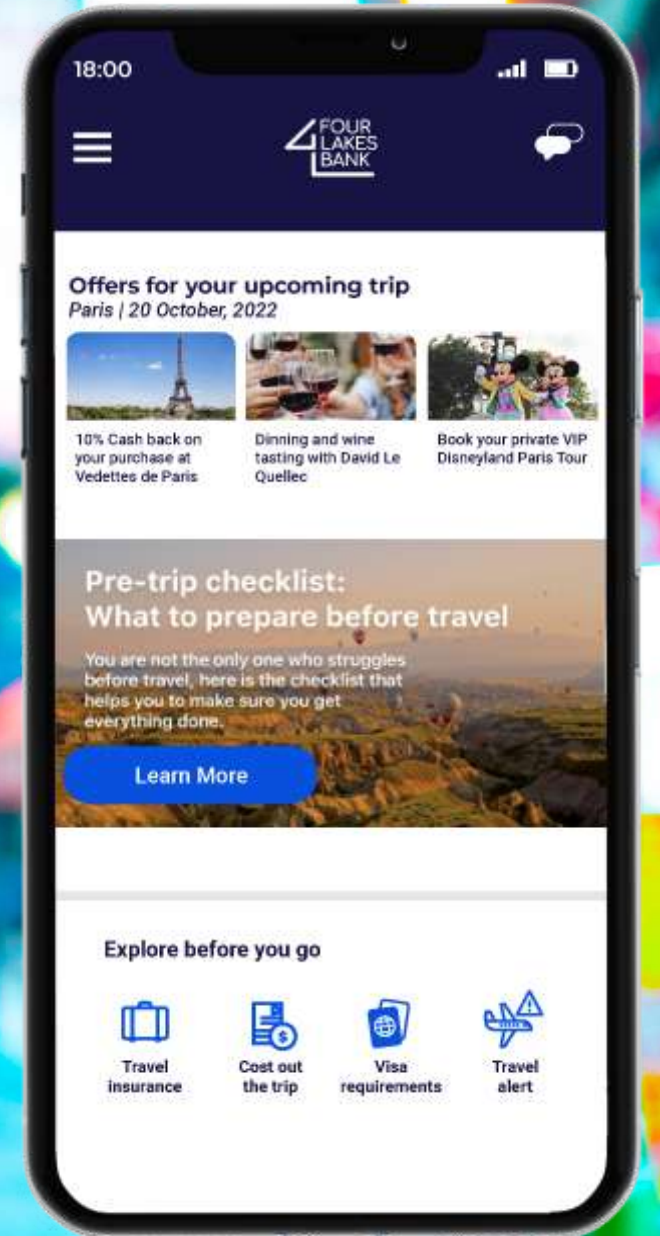 18:00
FOUR
LAKES
BANK
Offers for your upcoming trip
Paris | 20 October, 2022
10% Cash back on
your purchase at
Vedettes de Paris
Dinning and wine
tasting with David Le
Quellec
Book your private VIP
Disneyland Paris Tour
Pre-trip checklist:
What to prepare before travel
You are not the only one who struggles
before travel, here is the checklist that
helps you to make sure you get
everything done.
Learn More
Explore before you go
Travel
insurance
Cost out
the trip
Visa
requirements
Travel
alert